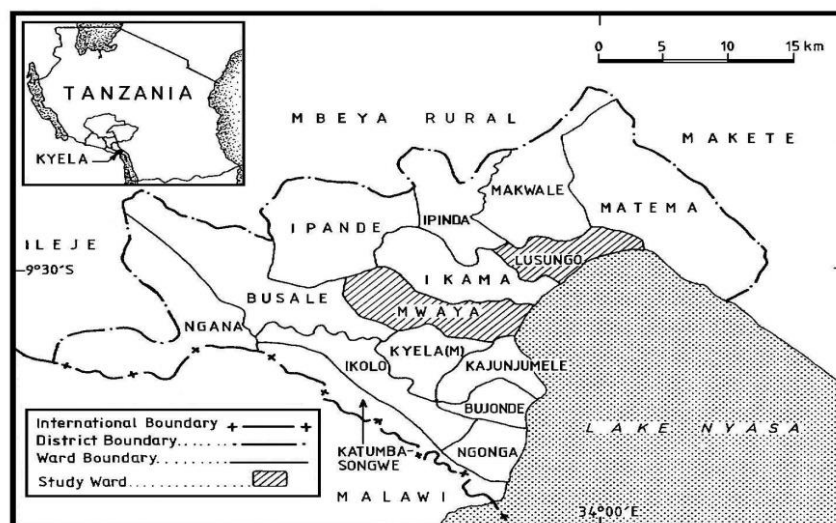 TANZANIA
KYELA
0 5 10 15 km
MBEYA RURAL
MAKETE
MAKWALE
MATEMA
IPINDA
IPANDE
ILEJE
LUSUNGO
9°30´S
IKAMA
BUSALE
MWAYA
NGANA
KYELA(M)
IKOLO
KAJUNJUMELE
BUJONDE
LAKE NYASA
NGONGA
KATUMBA-
SONGWE
MALAWI
34°00´E
International Boundary
District Boundary
Ward Boundary
Study Ward